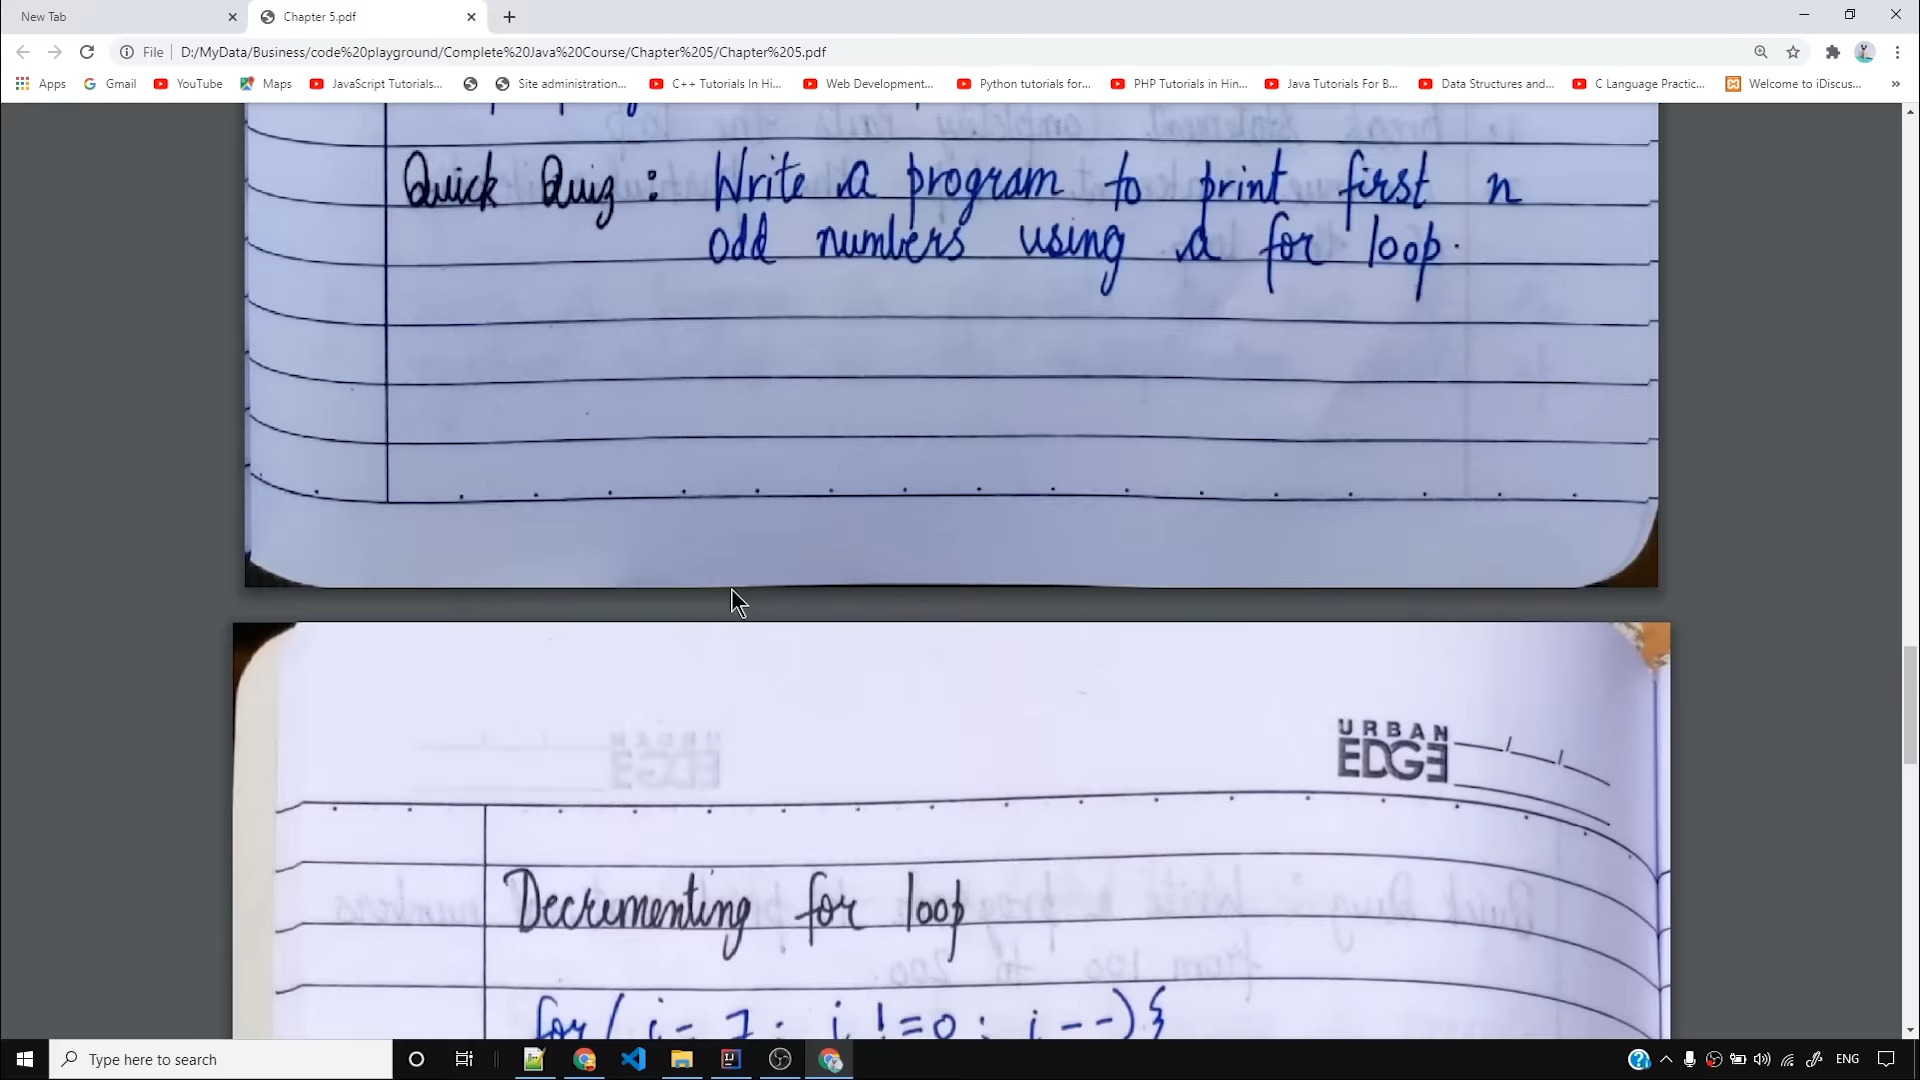 New Tab
Chapter 5.pdf
File
D:/MyData/Business/code%20playground/Complete%20Java%20Course/Chapter%205/Chapter%205.pdf
Apps
Gmail
YouTube
Maps
JavaScript Tutorials...
Site administration...
C++ Tutorials In Hi...
Web Development...
Python tutorials for...
PHP Tutorials in Hin...
Java Tutorials For B...
Data Structures and...
C Language Practic...
Welcome to iDiscus...
Quick Quiz : Write a program to print first n
odd numbers using a for loop.
URBAN
EDGE
Decrementing for loop
for ( i = 7 ; i != 0 ; i -- ) {
Type here to search
ENG